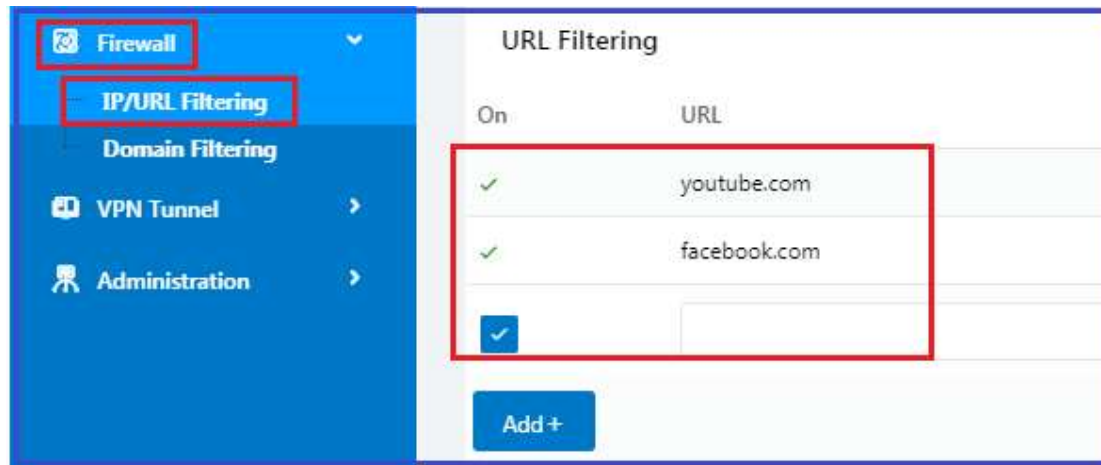 Firewall
IP/URL Filtering
Domain Filtering
VPN Tunnel
Administration
URL Filtering
On URL
youtube.com
facebook.com
Add+